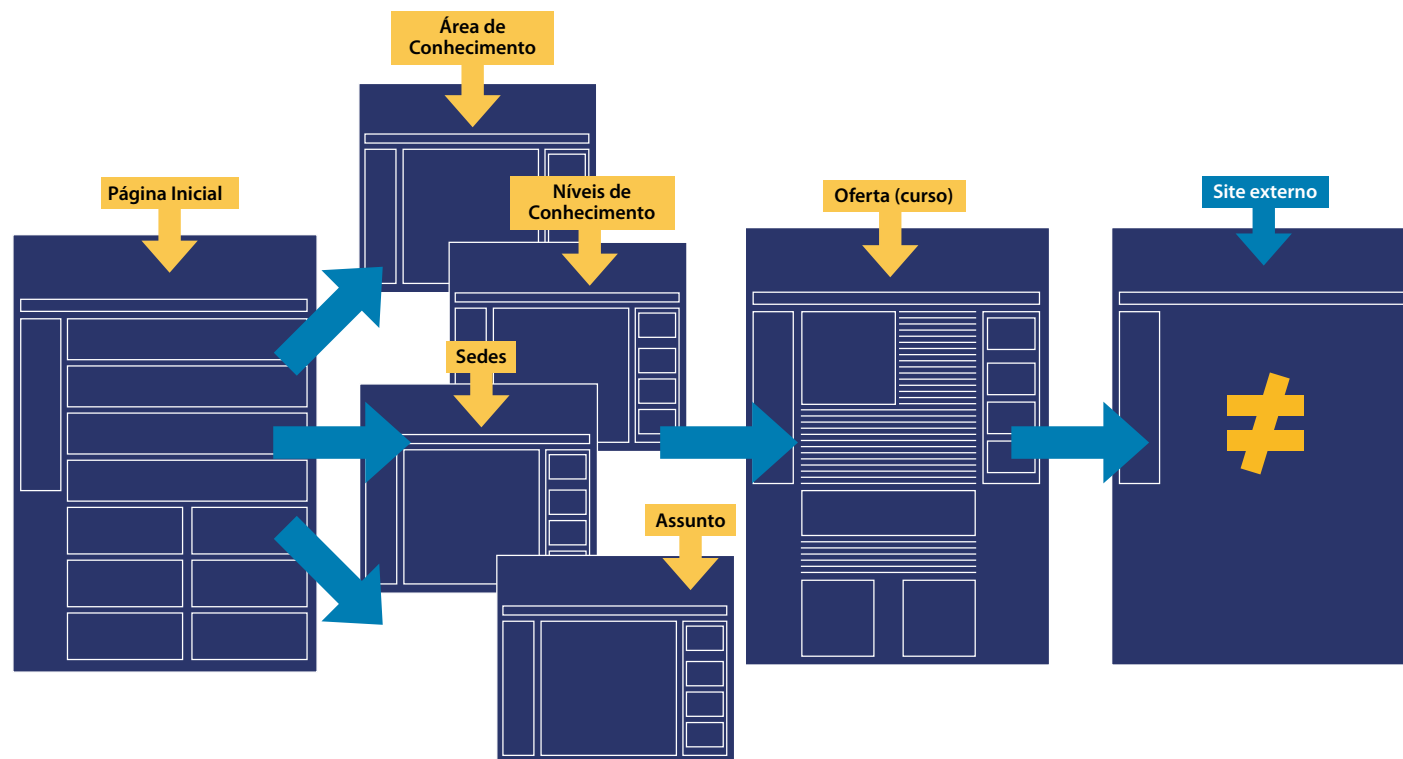 Área de
Conhecimento
Página Inicial
Níveis de
Conhecimento
Oferta (curso)
Site externo
Sedes
Assunto
≠